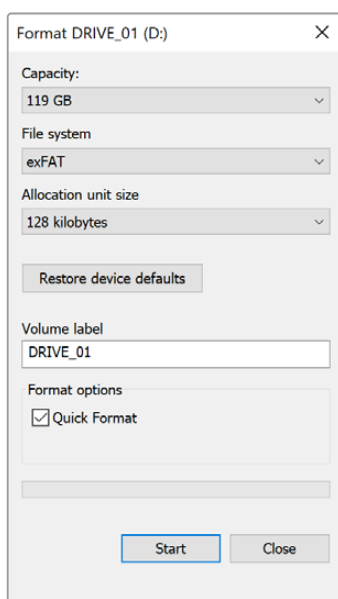 Format DRIVE_01 (D:)
Capacity:
119 GB
File system
exFAT
Allocation unit size
128 kilobytes
Restore device defaults
Volume label
DRIVE_01
Format options
Quick Format
Start Close